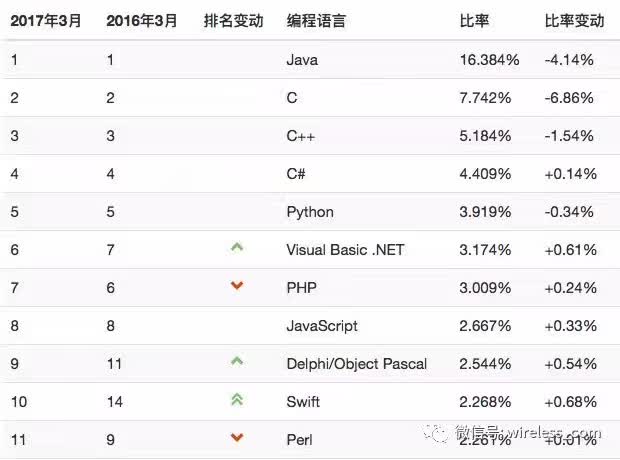 2017年3月 2016年3月 排名变动 编程语言 比率 比率变动
1 1 Java 16.384% -4.14%
2 2 C 7.742% -6.86%
3 3 C++ 5.184% -1.54%
4 4 C# 4.409% +0.14%
5 5 Python 3.919% -0.34%
6 7 Visual Basic .NET 3.174% +0.61%
7 6 PHP 3.009% +0.24%
8 8 JavaScript 2.667% +0.33%
9 11 Delphi/Object Pascal 2.544% +0.54%
10 14 Swift 2.268% +0.68%
11 9 Perl 2.261% +0.01%
微信号: wireless_com